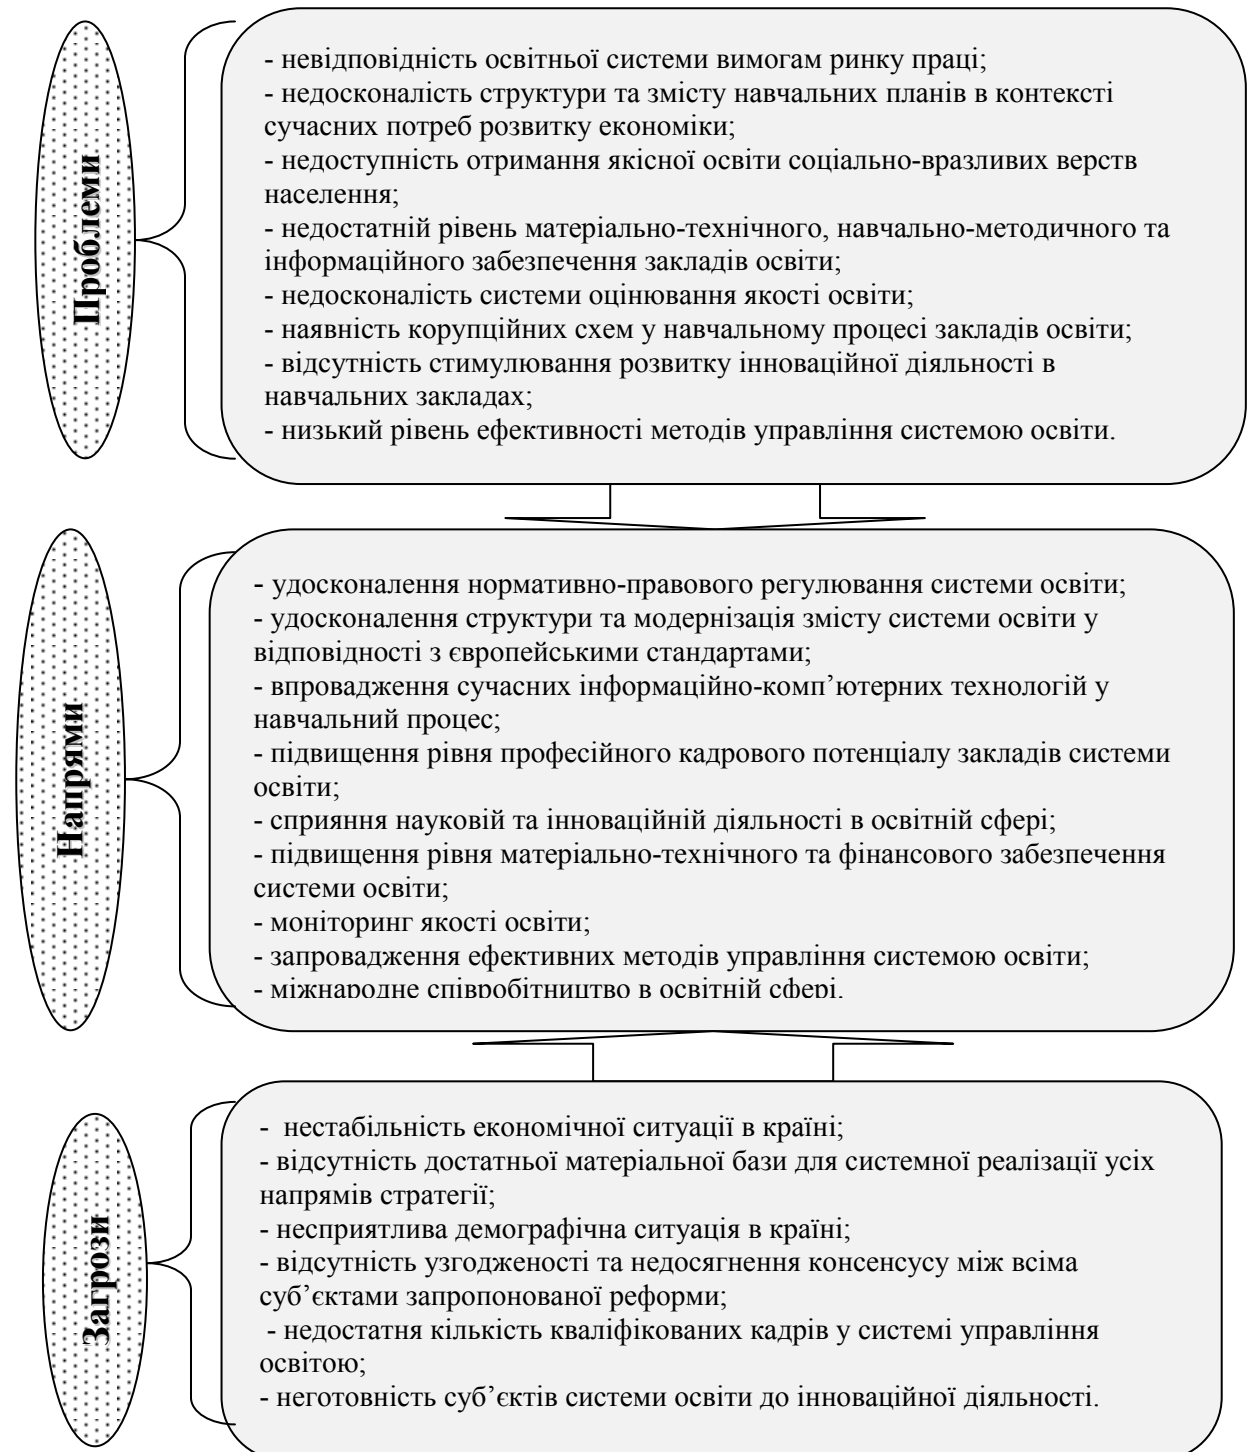 Проблеми
- невідповідність освітньої системи вимогам ринку праці;
- недосконалість структури та змісту навчальних планів в контексті
сучасних потреб розвитку економіки;
- недоступність отримання якісної освіти соціально-вразливих верств
населення;
- недостатній рівень матеріально-технічного, навчально-методичного та
інформаційного забезпечення закладів освіти;
- недосконалість системи оцінювання якості освіти;
- наявність корупційних схем у навчальному процесі закладів освіти;
- відсутність стимулювання розвитку інноваційної діяльності в
навчальних закладах;
- низький рівень ефективності методів управління системою освіти.
Напрями
- удосконалення нормативно-правового регулювання системи освіти;
- удосконалення структури та модернізація змісту системи освіти у
відповідності з європейськими стандартами;
- впровадження сучасних інформаційно-комп’ютерних технологій у
навчальний процес;
- підвищення рівня професійного кадрового потенціалу закладів системи
освіти;
- сприяння науковій та інноваційній діяльності в освітній сфері;
- підвищення рівня матеріально-технічного та фінансового забезпечення
системи освіти;
- моніторинг якості освіти;
- запровадження ефективних методів управління системою освіти;
- міжнародне співробітництво в освітній сфері.
Загрози
- нестабільність економічної ситуації в країні;
- відсутність достатньої матеріальної бази для системної реалізації усіх
напрямів стратегії;
- несприятлива демографічна ситуація в країні;
- відсутність узгодженості та недосягнення консенсусу між всіма
суб’єктами запропонованої реформи;
- недостатня кількість кваліфікованих кадрів у системі управління
освітою;
- неготовність суб’єктів системи освіти до інноваційної діяльності.